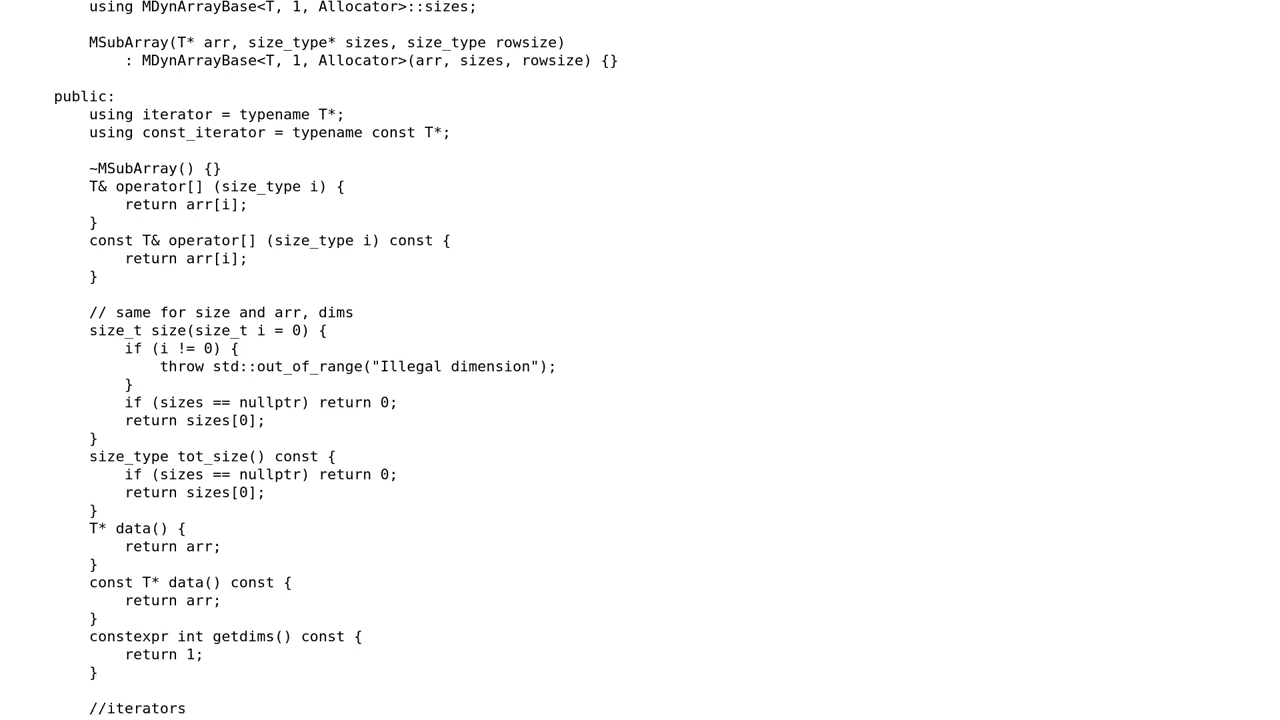 using MDynArrayBase<T, 1, Allocator>::sizes;
MSubArray(T* arr, size_type* sizes, size_type rowsize)
: MDynArrayBase<T, 1, Allocator>(arr, sizes, rowsize) {}
public:
using iterator = typename T*;
using const_iterator = typename const T*;
~MSubArray() {}
T& operator[] (size_type i) {
return arr[i];
}
const T& operator[] (size_type i) const {
return arr[i];
}
// same for size and arr, dims
size_t size(size_t i = 0) {
if (i != 0) {
throw std::out_of_range("Illegal dimension");
}
if (sizes == nullptr) return 0;
return sizes[0];
}
size_type tot_size() const {
if (sizes == nullptr) return 0;
return sizes[0];
}
T* data() {
return arr;
}
const T* data() const {
return arr;
}
constexpr int getdims() const {
return 1;
}
//iterators